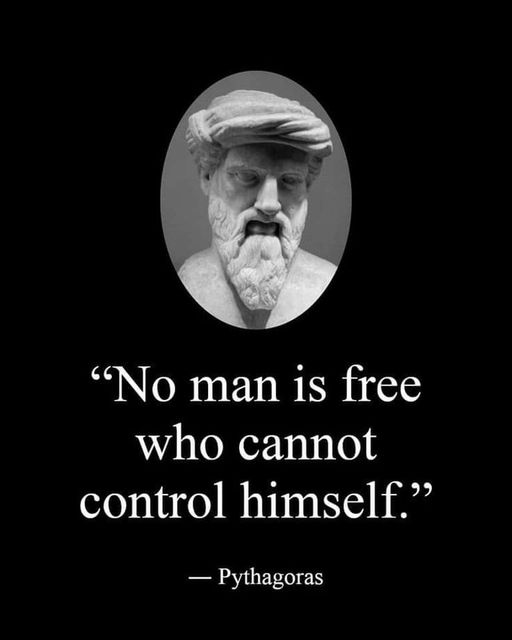 “No man is free
who cannot
control himself.”
— Pythagoras